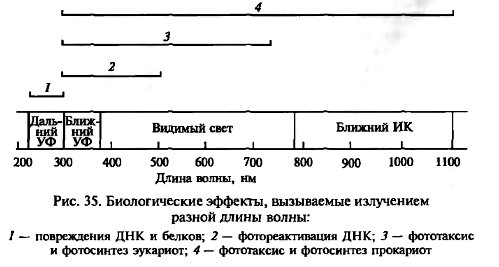 4
3
2
1
Даль-
ний
УФ
Ближ-
ний
УФ
Видимый свет
Ближний ИК
200 300 400 500 600 700 800 900 1000 1100
Длина волны, нм
Рис. 35. Биологические эффекты, вызываемые излучением
разной длины волны:
1 — повреждения ДНК и белков; 2 — фотореактивация ДНК; 3 — фототаксис
и фотосинтез эукариот; 4 — фототаксис и фотосинтез прокариот